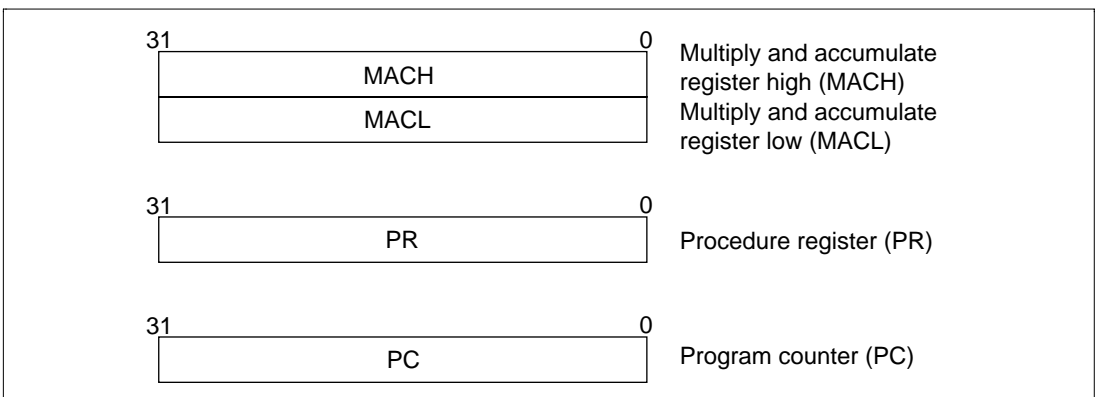 31 0
MACH
MACL
Multiply and accumulate
register high (MACH)
Multiply and accumulate
register low (MACL)
31 0
PR
Procedure register (PR)
31 0
PC
Program counter (PC)